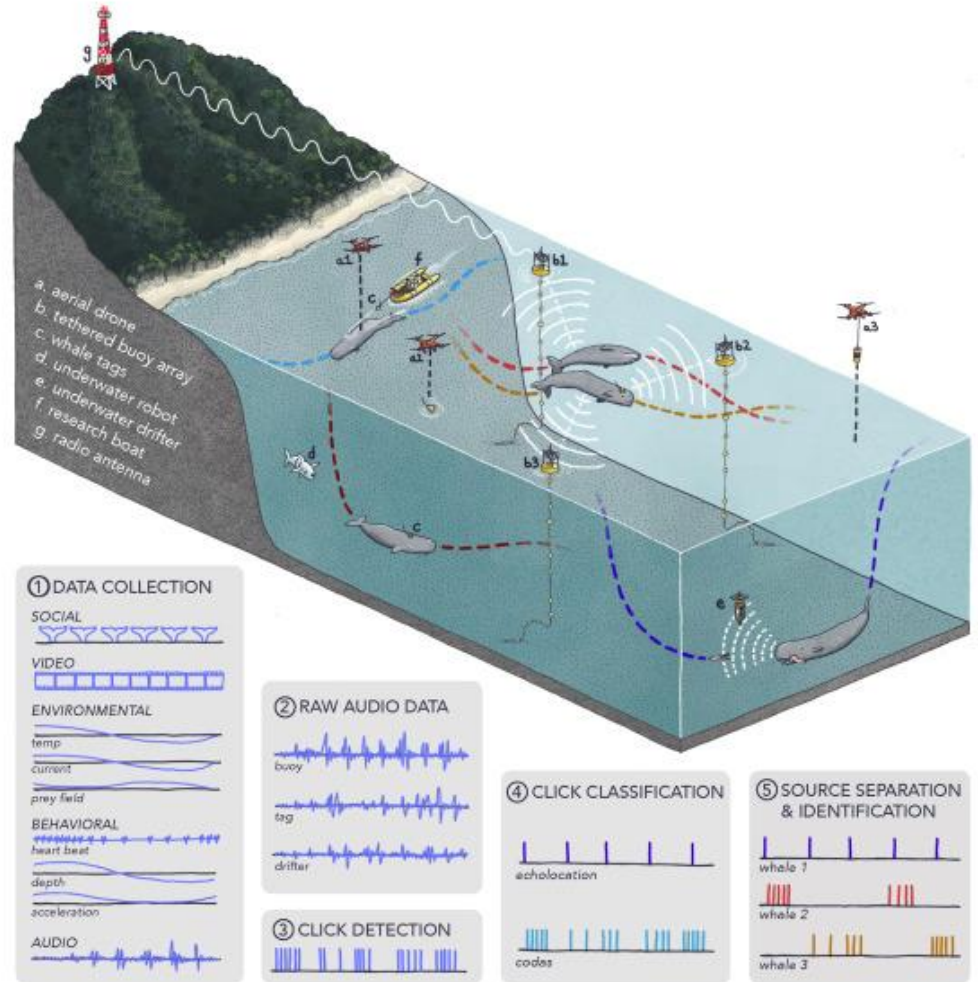 g
a1
f
b1
c
a3
a2
b2
a. aerial drone
b. tethered buoy array
c. whale tags
d. underwater robot
e. underwater drifter
f. research boat
g. radio antenna
d
b3
c
e
① DATA COLLECTION
SOCIAL
VIDEO
ENVIRONMENTAL
temp
current
prey field
BEHAVIORAL
heart beat
depth
acceleration
AUDIO
② RAW AUDIO DATA
buoy
tag
drifter
③ CLICK DETECTION
④ CLICK CLASSIFICATION
echolocation
codas
⑤ SOURCE SEPARATION
& IDENTIFICATION
whale 1
whale 2
whale 3